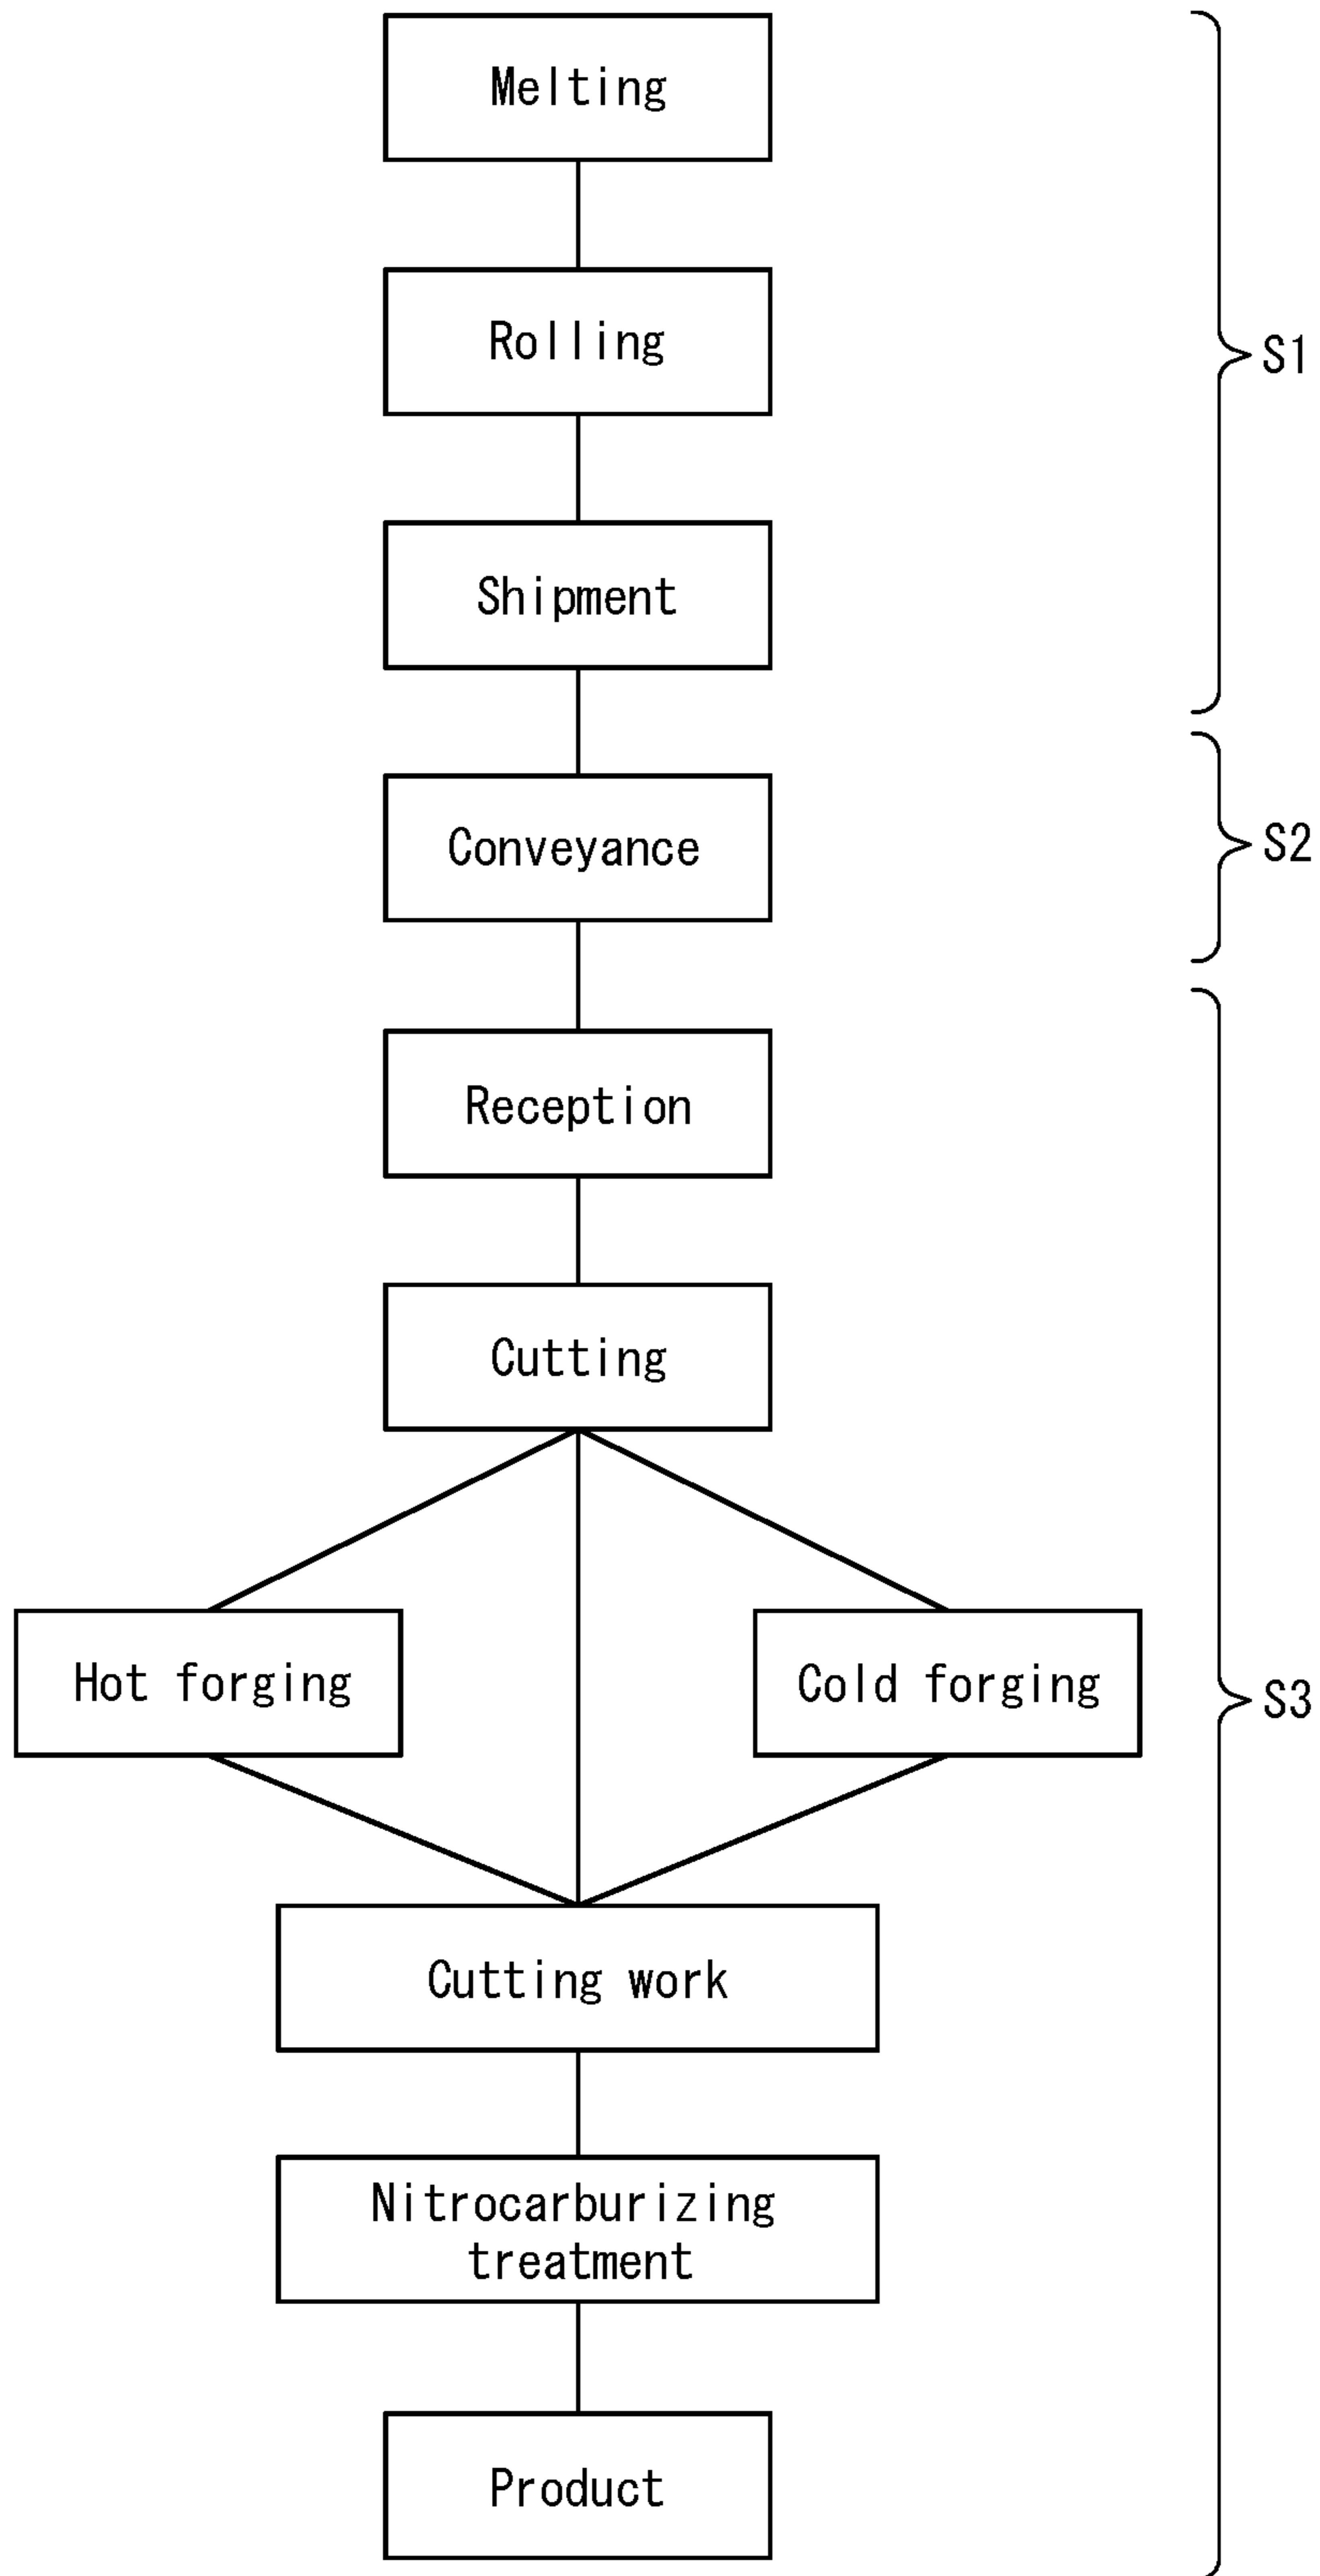 Melting
Rolling
S1
Shipment
Conveyance
S2
Reception
Cutting
Hot forging
Cold forging
S3
Cutting work
Nitrocarburizing
treatment
Product